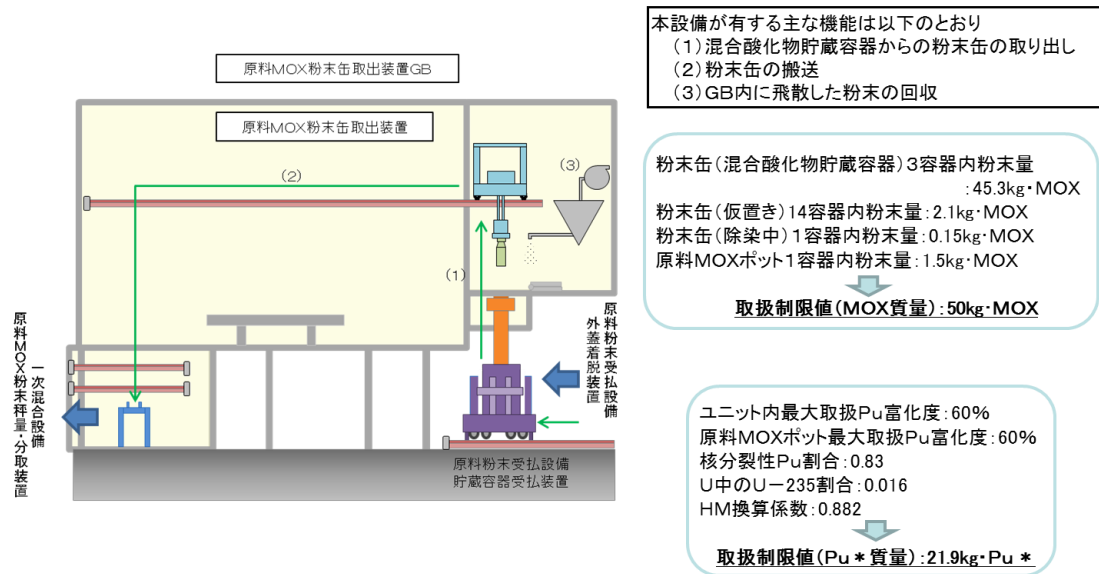 原料MOX粉末缶取出装置GB
原料MOX粉末缶取出装置
(1)
(2)
(3)
原料MOX粉末秤量・分取装置
一次混合設備
原料粉末受払設備
外蓋着脱装置
原料粉末受払設備
貯蔵容器受払装置
本設備が有する主な機能は以下のとおり
(1)混合酸化物貯蔵容器からの粉末缶の取り出し
(2)粉末缶の搬送
(3)GB内に飛散した粉末の回収
粉末缶(混合酸化物貯蔵容器)3容器内粉末量
:45.3kg・MOX
粉末缶(仮置き)14容器内粉末量:2.1kg・MOX
粉末缶(除染中)1容器内粉末量:0.15kg・MOX
原料MOXポット1容器内粉末量:1.5kg・MOX
取扱制限値(MOX質量):50kg・MOX
ユニット内最大取扱Pu富化度:60%
原料MOXポット最大取扱Pu富化度:60%
核分裂性Pu割合:0.83
U中のU-235割合:0.016
HM換算係数:0.882
取扱制限値(Pu*質量):21.9kg・Pu*